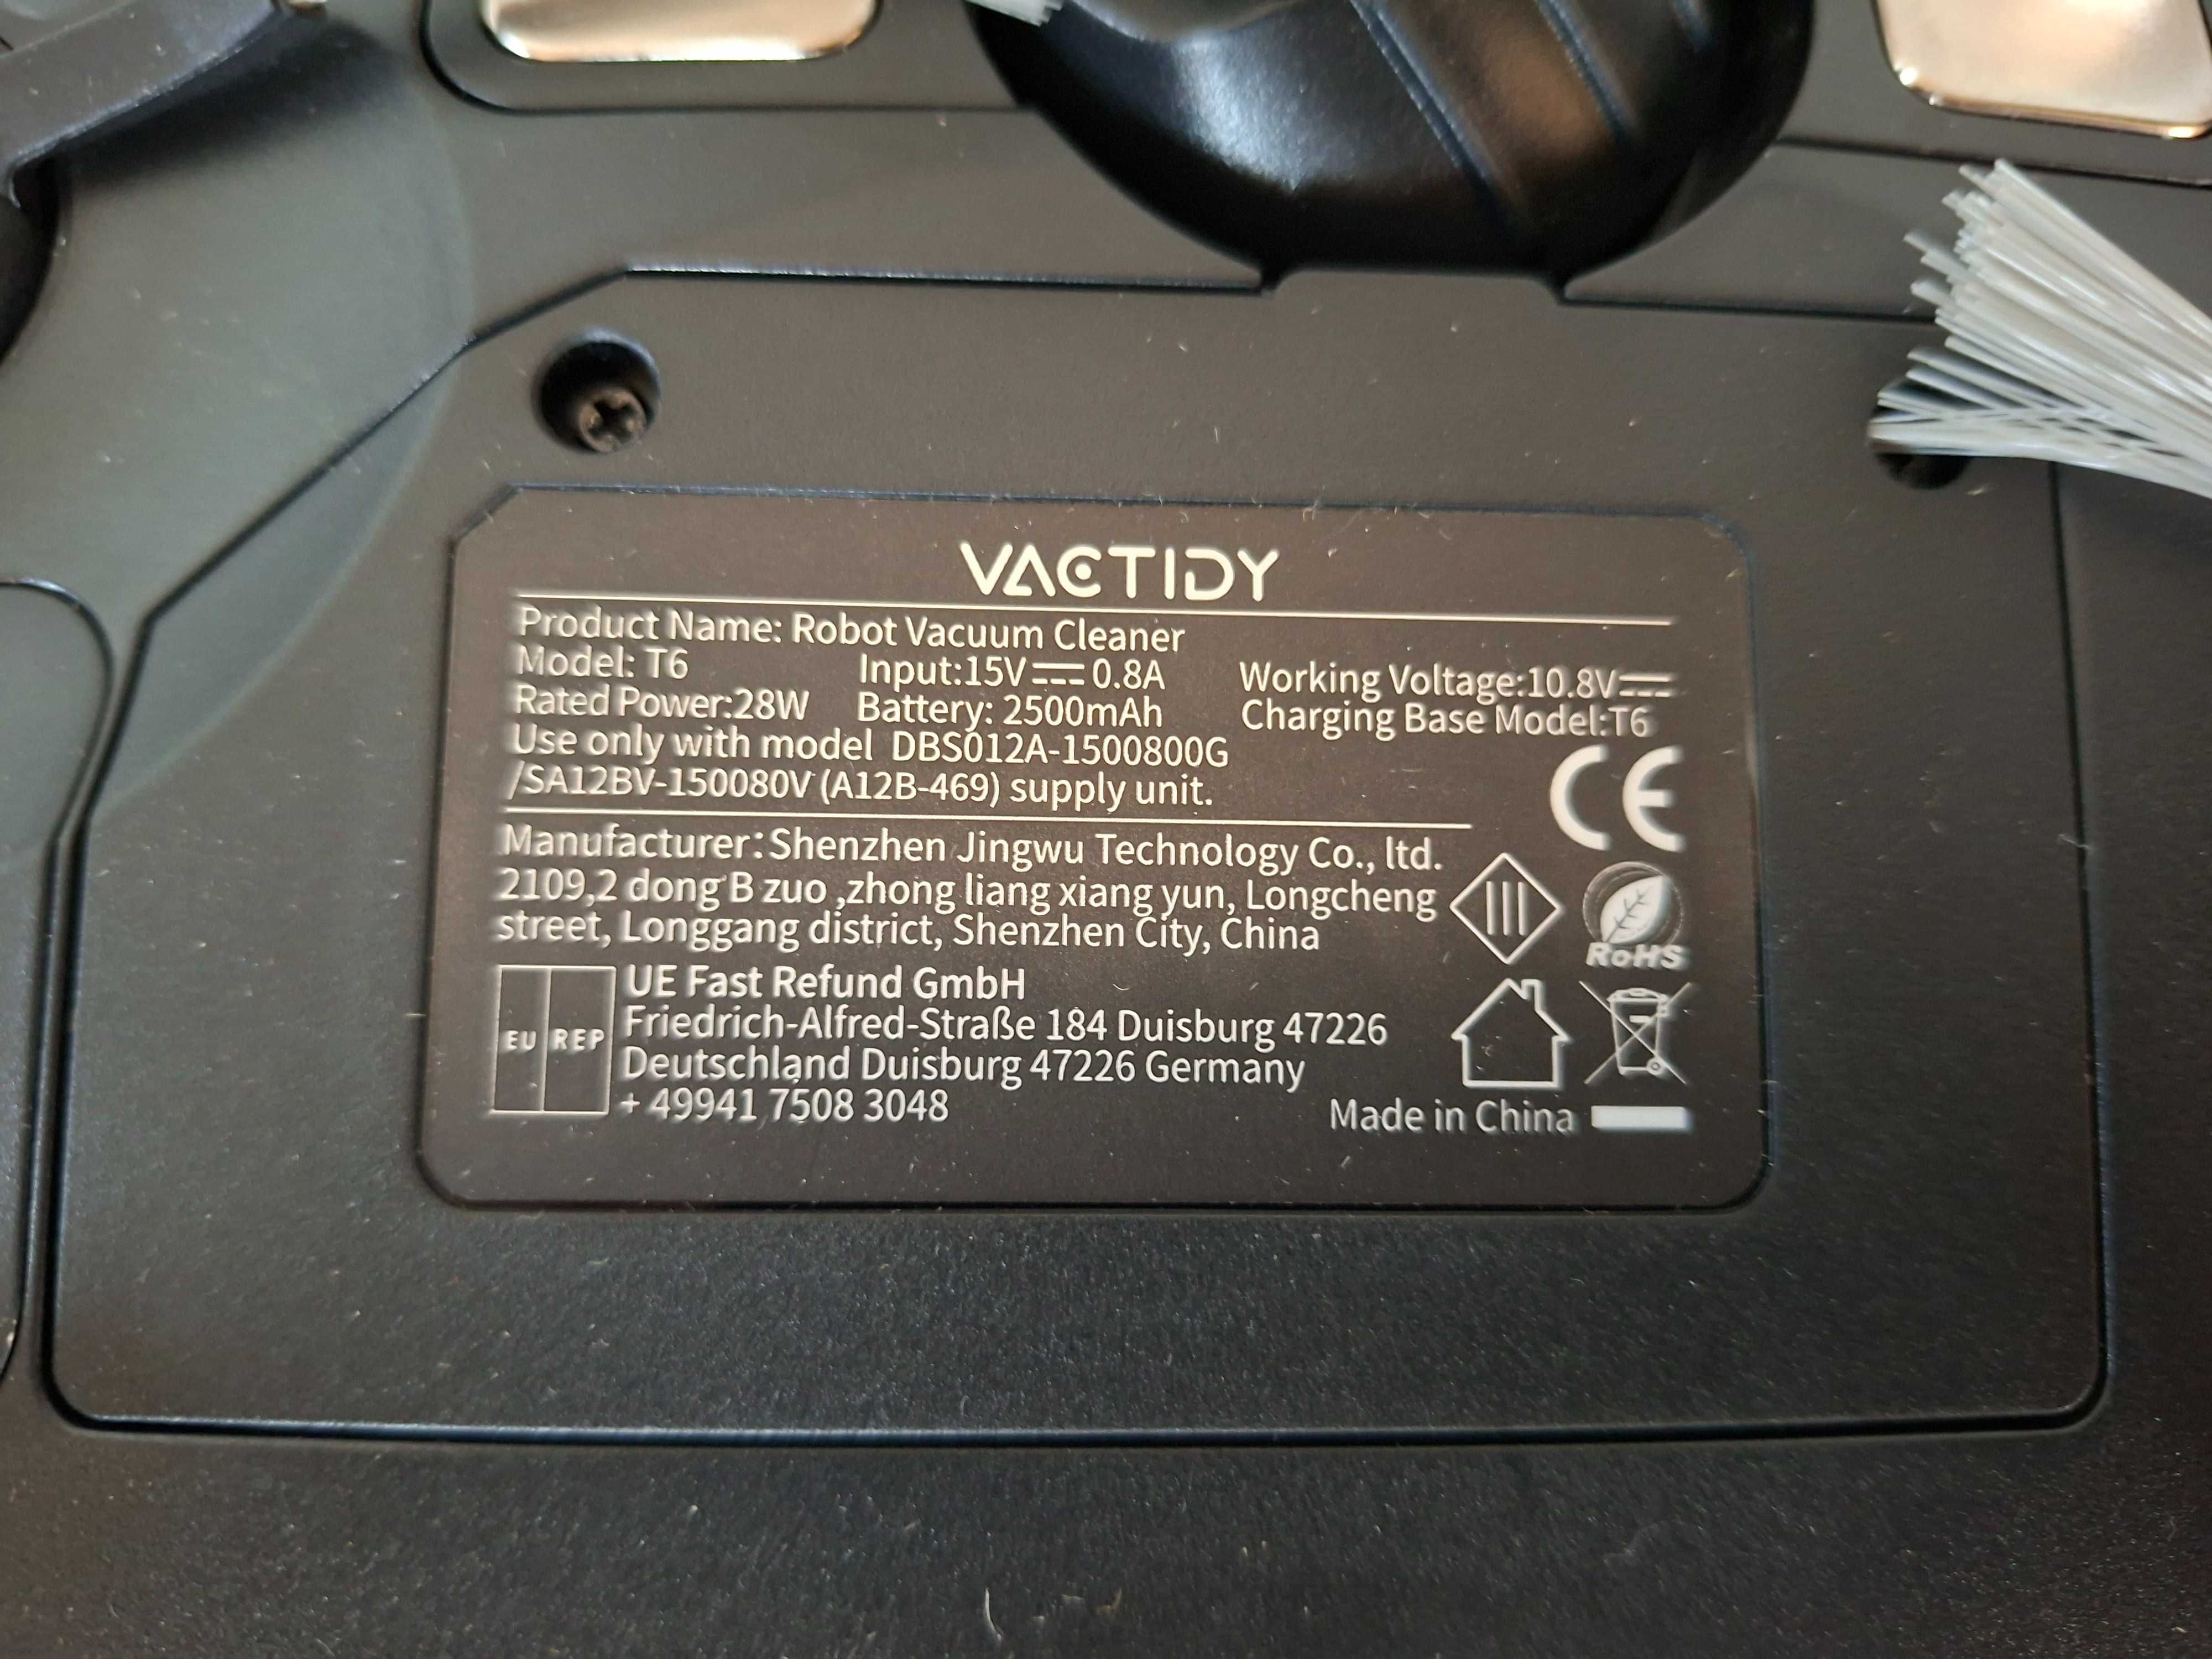 VACTIDY
Product Name: Robot Vacuum Cleaner
Model: T6 Input:15V 0.8A Working Voltage:10.8V
Rated Power:28W Battery: 2500mAh Charging Base Model:T6
Use only with model DBS012A-1500800G
/SA12BV-150080V (A12B-469) supply unit.
CE
Manufacturer:Shenzhen Jingwu Technology Co., ltd.
2109,2 dong B zuo ,zhong liang xiang yun, Longcheng
street, Longgang district, Shenzhen City, China
III
RoHS
EU REP
UE Fast Refund GmbH
Friedrich-Alfred-Straße 184 Duisburg 47226
Deutschland Duisburg 47226 Germany
+ 49941 7508 3048
Made in China